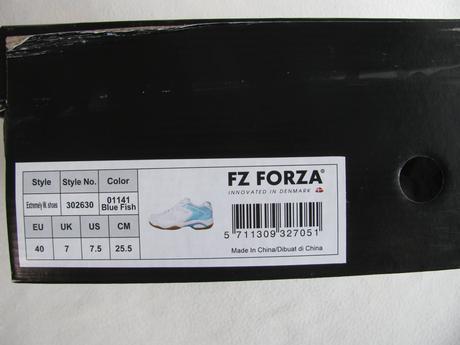 Style Style No. Color
Extremely W. shoes 302630 01141
Blue Fish
EU UK US CM
40 7 7.5 25.5
FZ FORZA
INNOVATED IN DENMARK
5 711309 327051
Made In China/Dibuat di China